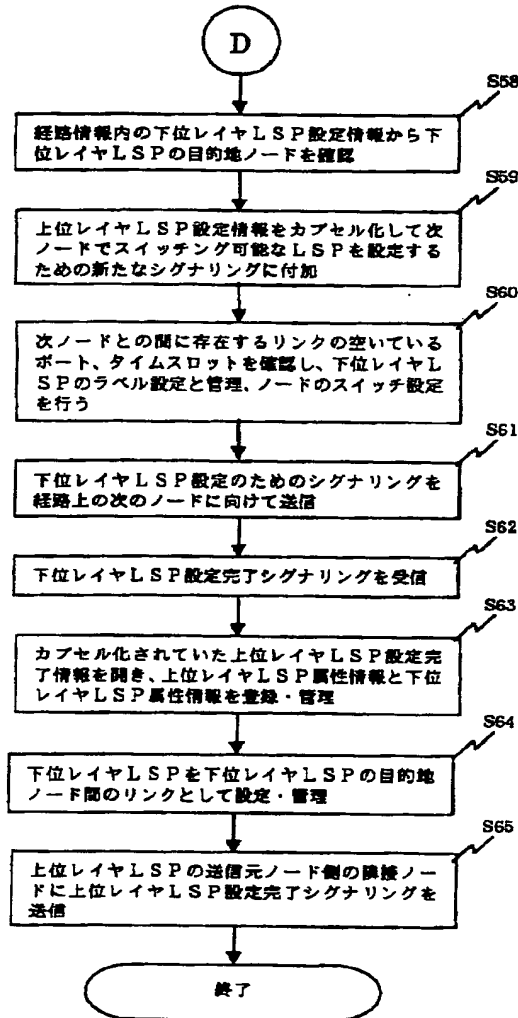 D
S58
経路情報内の下位レイヤLSP設定情報から下
位レイヤLSPの目的地ノードを確認
S59
上位レイヤLSP設定情報をカプセル化して次
ノードでスイッチング可能なLSPを設定する
ための新たなシグナリングに付加
S60
次ノードとの間に存在するリンクの空いている
ポート、タイムスロットを確認し、下位レイヤL
SPのラベル設定と管理、ノードのスイッチ設定
を行う
S61
下位レイヤLSP設定のためのシグナリングを
経路上の次のノードに向けて送信
S62
下位レイヤLSP設定完了シグナリングを受信
S63
カプセル化されていた上位レイヤLSP設定完
了情報を開き、上位レイヤLSP属性情報と下位
レイヤLSP属性情報を登録・管理
S64
下位レイヤLSPを下位レイヤLSPの目的地
ノード間のリンクとして設定・管理
S65
上位レイヤLSPの送信元ノード側の隣接ノー
ドに上位レイヤLSP設定完了シグナリングを
送信
終了